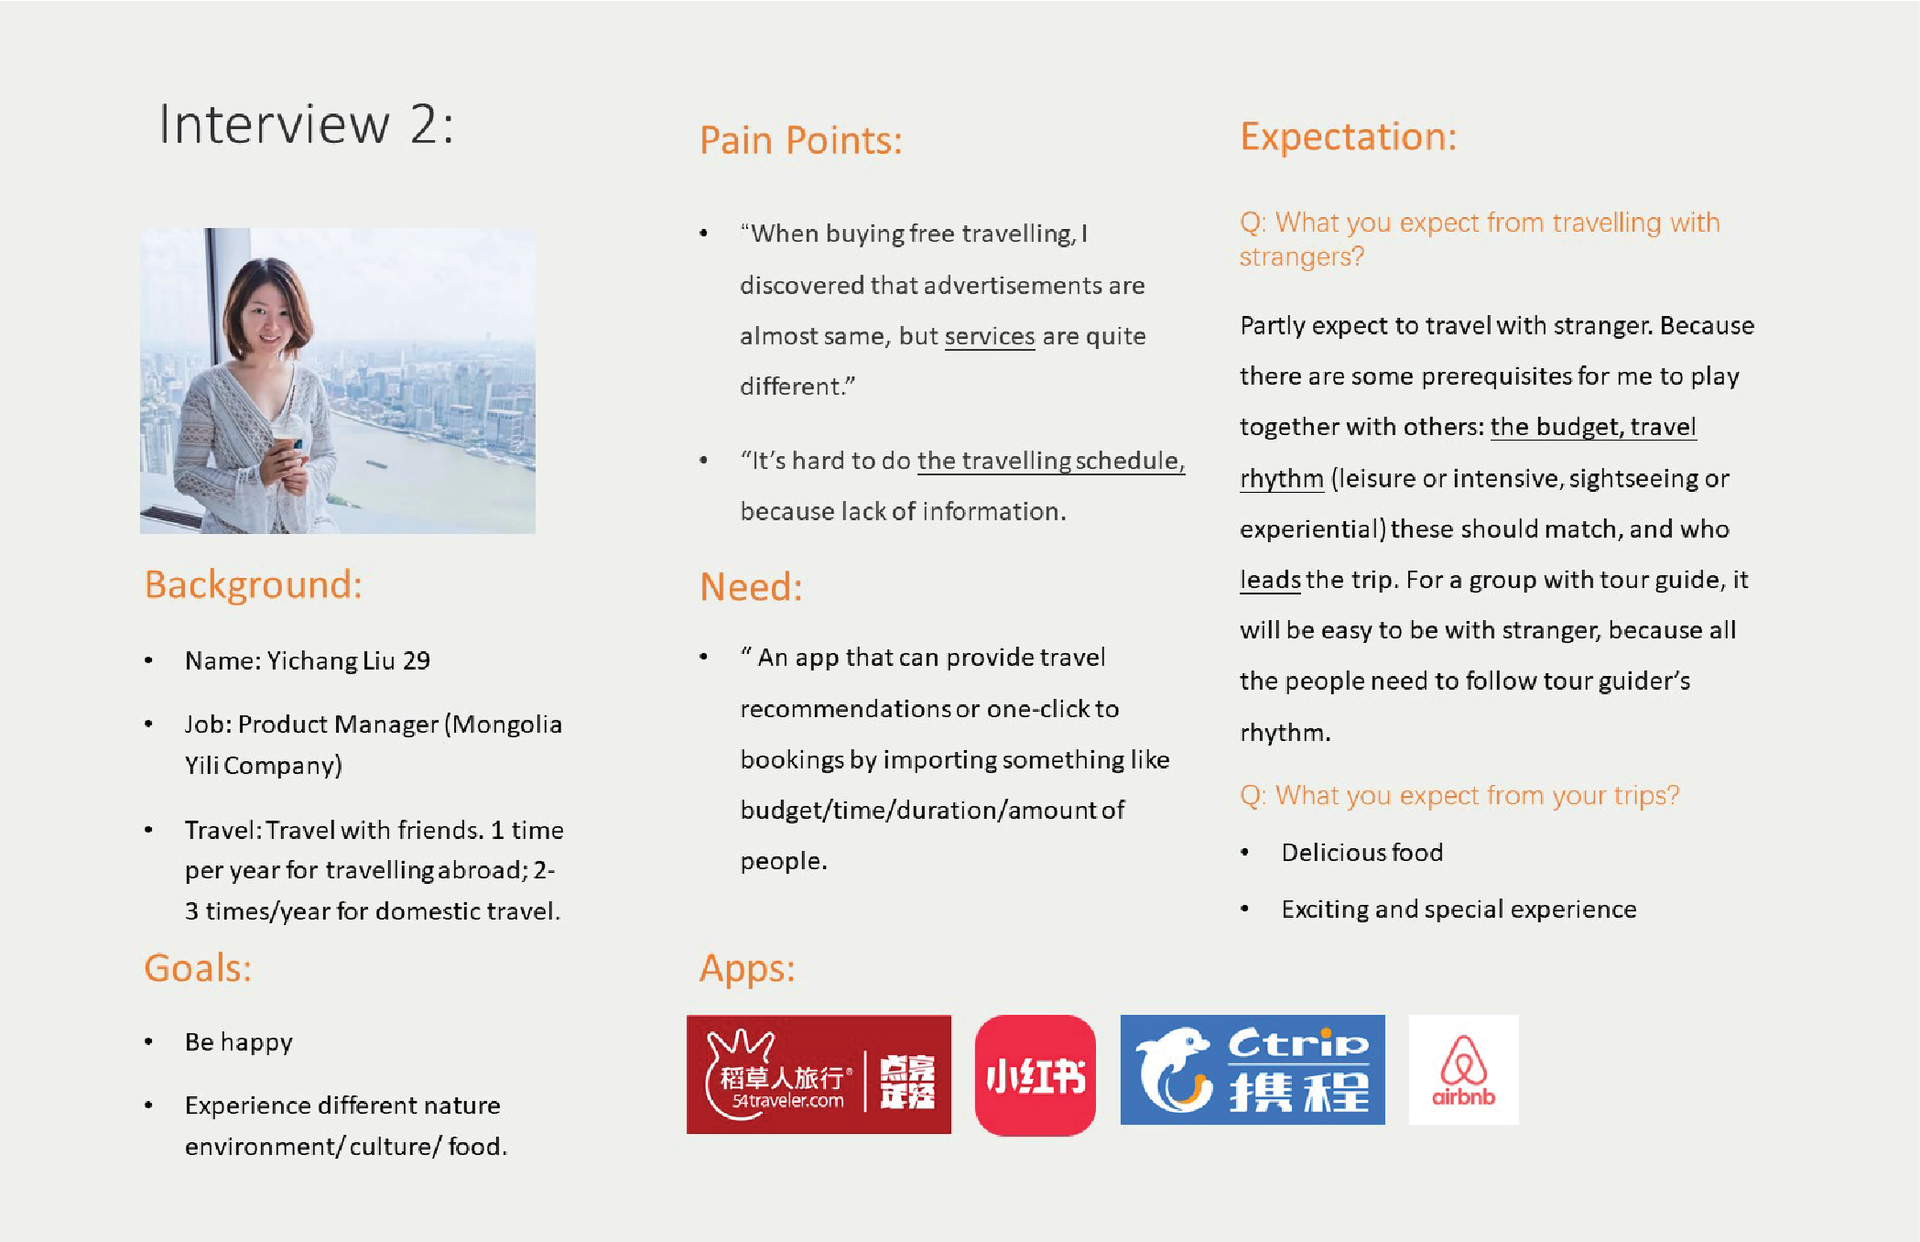 Interview 2:
Background:
• Name: Yichang Liu 29
• Job: Product Manager (Mongolia
Yili Company)
• Travel: Travel with friends. 1 time
per year for travelling abroad; 2-
3 times/year for domestic travel.
Goals:
• Be happy
• Experience different nature
environment/ culture/ food.
Pain Points:
• “When buying free travelling, I
discovered that advertisements are
almost same, but services are quite
different.”
• “It’s hard to do the travelling schedule,
because lack of information.
Need:
• “ An app that can provide travel
recommendations or one-click to
bookings by importing something like
budget/time/duration/amount of
people.
Apps:
稻草人旅行®
54traveler.com
点亮
年轻
小红书
Ctrip
携程
airbnb
Expectation:
Q: What you expect from travelling with
strangers?
Partly expect to travel with stranger. Because
there are some prerequisites for me to play
together with others: the budget, travel
rhythm (leisure or intensive, sightseeing or
experiential) these should match, and who
leads the trip. For a group with tour guide, it
will be easy to be with stranger, because all
the people need to follow tour guider’s
rhythm.
Q: What you expect from your trips?
• Delicious food
• Exciting and special experience